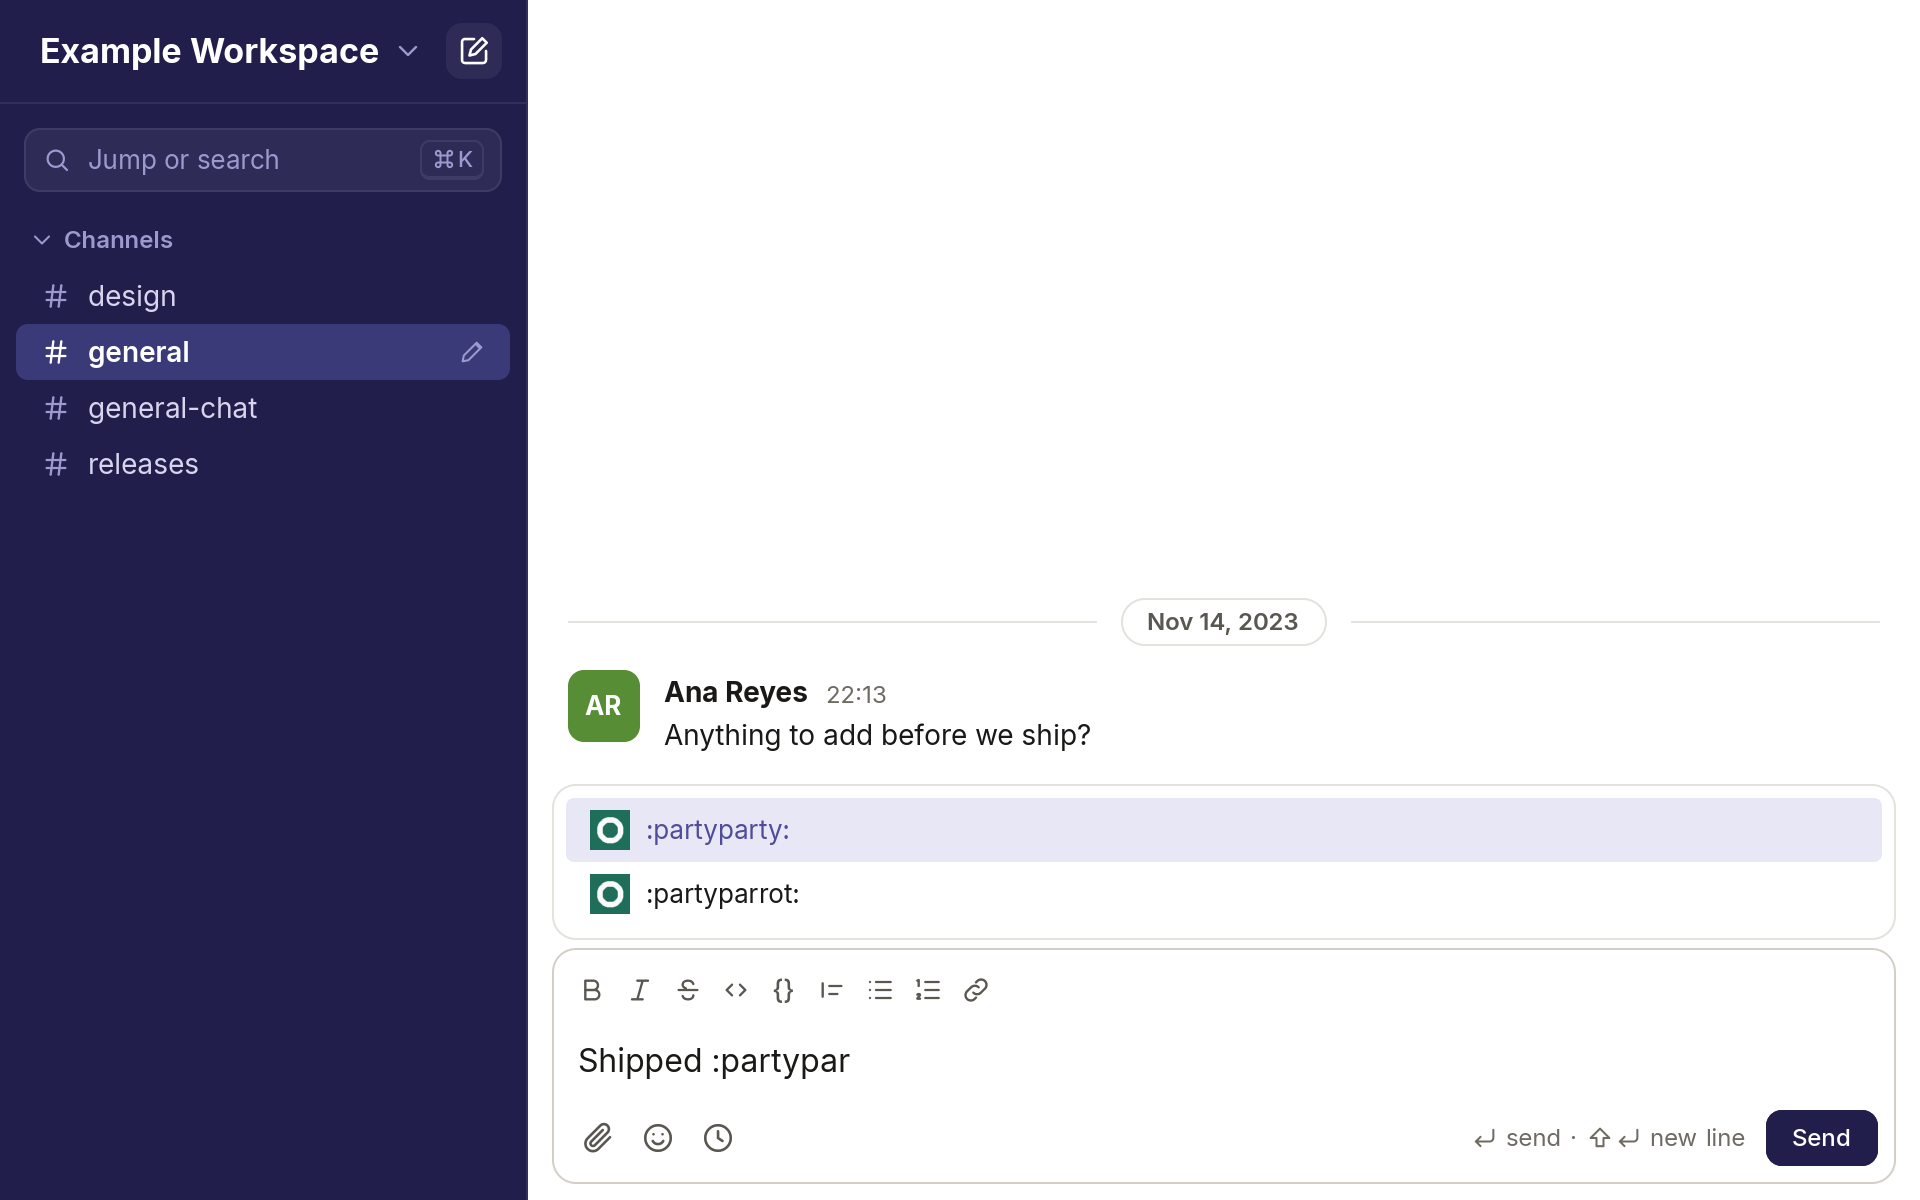 Example Workspace
Jump or search ⌘K
Channels
# design
# general
# general-chat
# releases
Nov 14, 2023
AR
Ana Reyes 22:13
Anything to add before we ship?
:partyparty:
:partyparrot:
Shipped :partypar
send · new line
Send